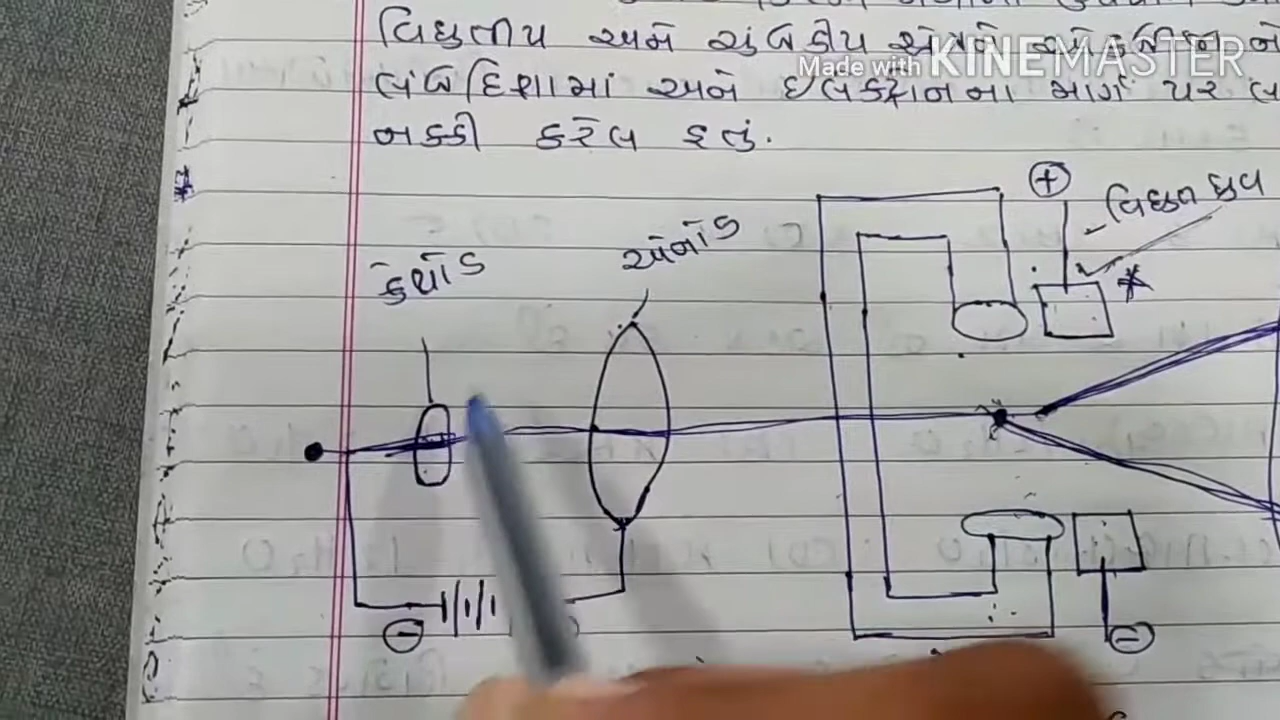 વિદ્યુતીય અને ચુંબકીય
Made with KINEMASTER
લંબદિશામાં અને ઇલેક્ટ્રોનના માર્ગ પર લ
નક્કી કરેલ હતું.
+
વિદ્યુત ધ્રુવ
એનોડ
કેથોડ
*
−
−